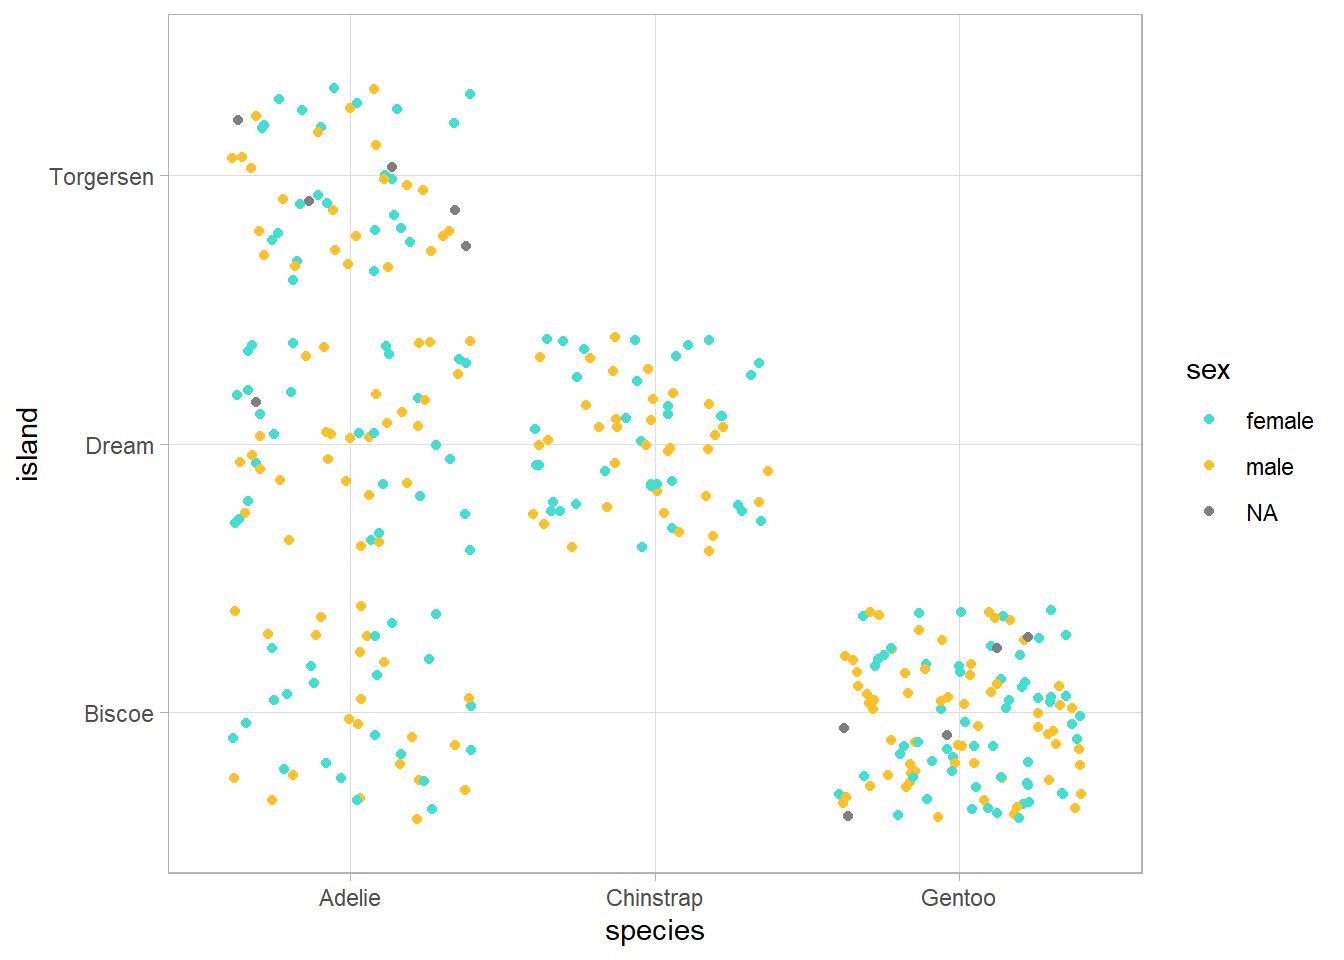 Torgersen
Dream
Biscoe
island
Adelie
Chinstrap
Gentoo
species
sex
female
male
NA